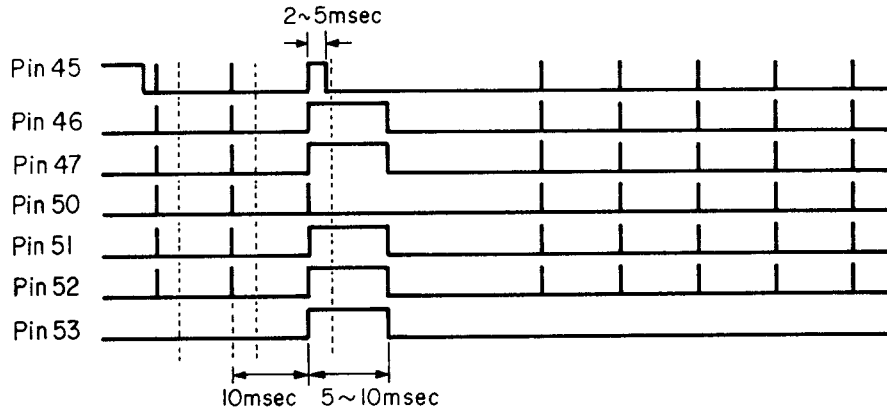 2~5msec
Pin 45
Pin 46
Pin 47
Pin 50
Pin 51
Pin 52
Pin 53
10msec 5~10msec